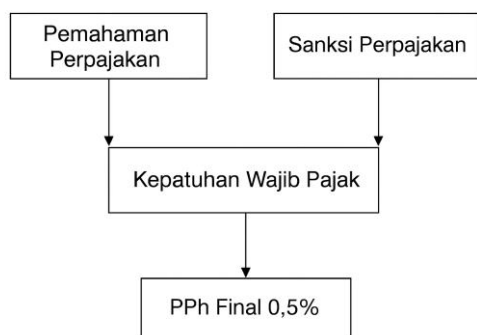 Pemahaman
Perpajakan
Sanksi Perpajakan
Kepatuhan Wajib Pajak
PPh Final 0,5%